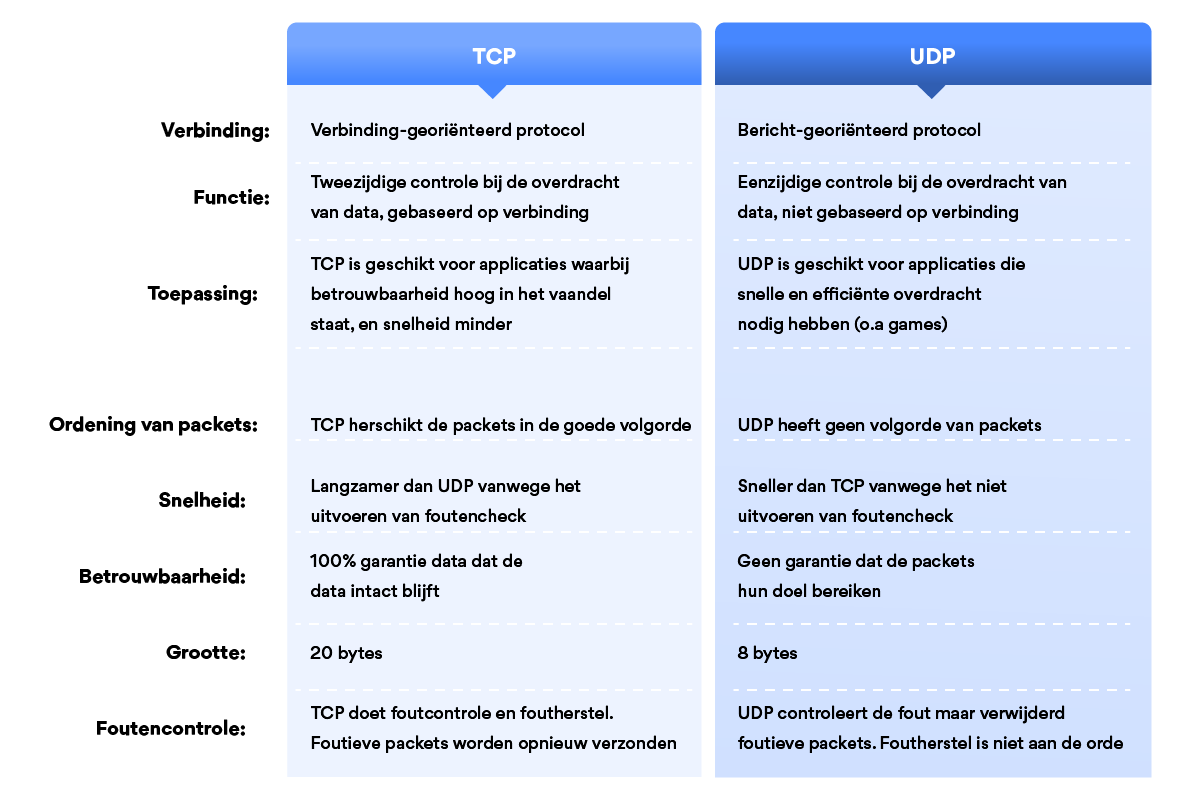 TCP
UDP
Verbinding:
Verbinding-georiënteerd protocol
Bericht-georiënteerd protocol
Functie:
Tweezijdige controle bij de overdracht
van data, gebaseerd op verbinding
Eenzijdige controle bij de overdracht van
data, niet gebaseerd op verbinding
Toepassing:
TCP is geschikt voor applicaties waarbij
betrouwbaarheid hoog in het vaandel
staat, en snelheid minder
UDP is geschikt voor applicaties die
snelle en efficiënte overdracht
nodig hebben (o.a games)
Ordening van packets:
TCP herschikt de packets in de goede volgorde
UDP heeft geen volgorde van packets
Snelheid:
Langzamer dan UDP vanwege het
uitvoeren van foutencheck
Sneller dan TCP vanwege het niet
uitvoeren van foutencheck
Betrouwbaarheid:
100% garantie data dat de
data intact blijft
Geen garantie dat de packets
hun doel bereiken
Grootte:
20 bytes
8 bytes
Foutencontrole:
TCP doet foutcontrole en foutherstel.
Foutieve packets worden opnieuw verzonden
UDP controleert de fout maar verwijderd
foutieve packets. Foutherstel is niet aan de orde